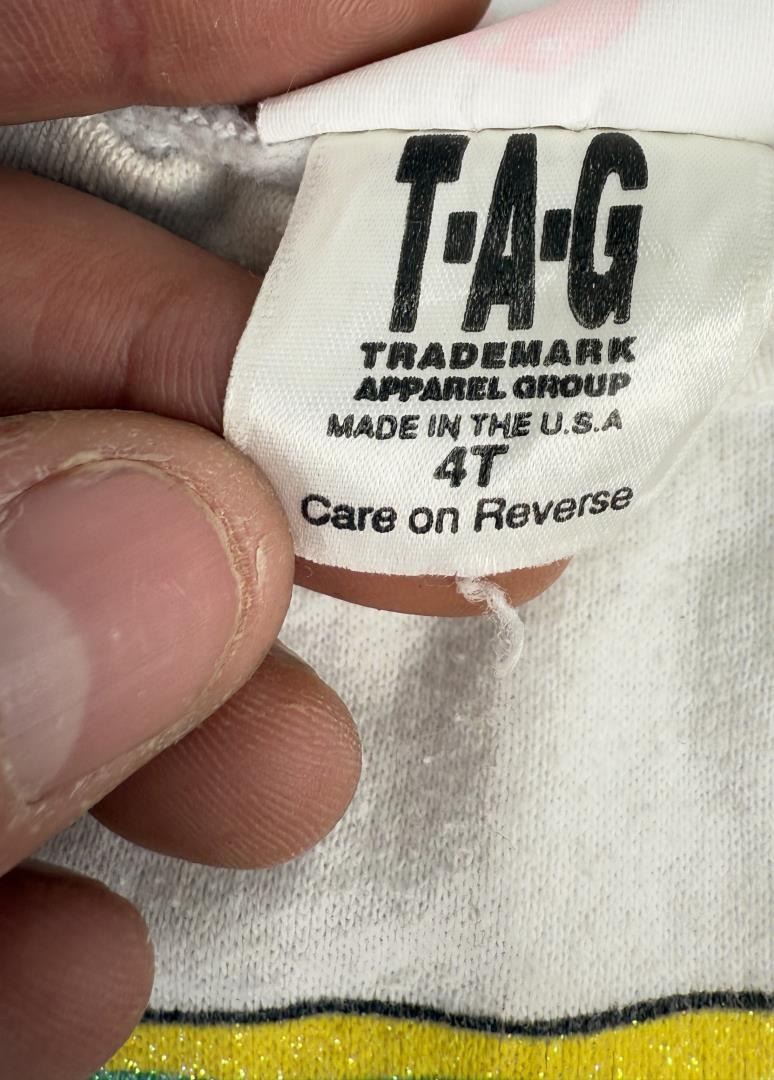 T·A·G
TRADEMARK
APPAREL GROUP
MADE IN THE U.S.A
4T
Care on Reverse